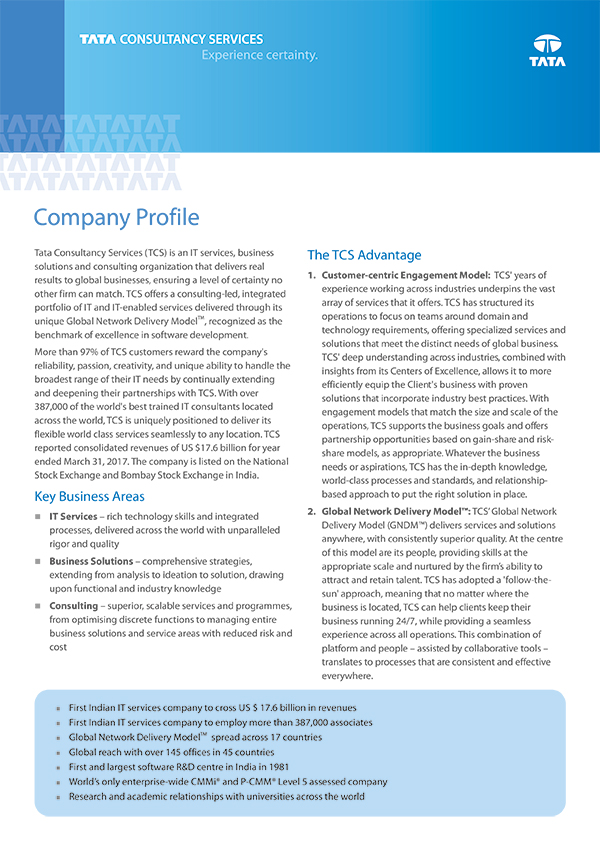 TATA CONSULTANCY SERVICES
Experience certainty.
TATA
TATATATATAT
TATATATATA
TATATATATAT
TATATATATA
Company Profile
Tata Consultancy Services (TCS) is an IT services, business
solutions and consulting organization that delivers real
results to global businesses, ensuring a level of certainty no
other firm can match. TCS offers a consulting-led, integrated
portfolio of IT and IT-enabled services delivered through its
unique Global Network Delivery Model™, recognized as the
benchmark of excellence in software development.
More than 97% of TCS customers reward the company's
reliability, passion, creativity, and unique ability to handle the
broadest range of their IT needs by continually extending
and deepening their partnerships with TCS. With over
387,000 of the world's best trained IT consultants located
across the world, TCS is uniquely positioned to deliver its
flexible world class services seamlessly to any location. TCS
reported consolidated revenues of US $17.6 billion for year
ended March 31, 2017. The company is listed on the National
Stock Exchange and Bombay Stock Exchange in India.
Key Business Areas
■ IT Services – rich technology skills and integrated
processes, delivered across the world with unparalleled
rigor and quality
■ Business Solutions – comprehensive strategies,
extending from analysis to ideation to solution, drawing
upon functional and industry knowledge
■ Consulting – superior, scalable services and programmes,
from optimising discrete functions to managing entire
business solutions and service areas with reduced risk and
cost
The TCS Advantage
1. Customer-centric Engagement Model: TCS' years of
experience working across industries underpins the vast
array of services that it offers. TCS has structured its
operations to focus on teams around domain and
technology requirements, offering specialized services and
solutions that meet the distinct needs of global business.
TCS' deep understanding across industries, combined with
insights from its Centers of Excellence, allows it to more
efficiently equip the Client's business with proven
solutions that incorporate industry best practices. With
engagement models that match the size and scale of the
operations, TCS supports the business goals and offers
partnership opportunities based on gain-share and risk-
share models, as appropriate. Whatever the business
needs or aspirations, TCS has the in-depth knowledge,
world-class processes and standards, and relationship-
based approach to put the right solution in place.
2. Global Network Delivery Model™: TCS' Global Network
Delivery Model (GNDM™) delivers services and solutions
anywhere, with consistently superior quality. At the centre
of this model are its people, providing skills at the
appropriate scale and nurtured by the firm's ability to
attract and retain talent. TCS has adopted a 'follow-the-
sun' approach, meaning that no matter where the
business is located, TCS can help clients keep their
business running 24/7, while providing a seamless
experience across all operations. This combination of
platform and people – assisted by collaborative tools –
translates to processes that are consistent and effective
everywhere.
■ First Indian IT services company to cross US $ 17.6 billion in revenues
■ First Indian IT services company to employ more than 387,000 associates
■ Global Network Delivery Model™ spread across 17 countries
■ Global reach with over 145 offices in 45 countries
■ First and largest software R&D centre in India in 1981
■ World's only enterprise-wide CMMi® and P-CMM® Level 5 assessed company
■ Research and academic relationships with universities across the world